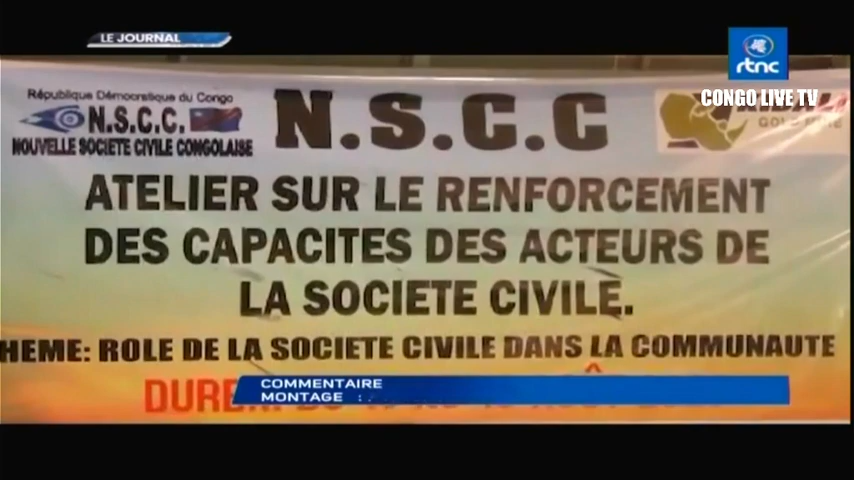 LE JOURNAL
rtnc
CONGO LIVE TV
République Démocratique du Congo
N.S.C.C.
NOUVELLE SOCIETE CIVILE CONGOLAISE
N.S.C.C
ATELIER SUR LE RENFORCEMENT
DES CAPACITES DES ACTEURS DE
LA SOCIETE CIVILE.
HEME: ROLE DE LA SOCIETE CIVILE DANS LA COMMUNAUTE
COMMENTAIRE
MONTAGE :